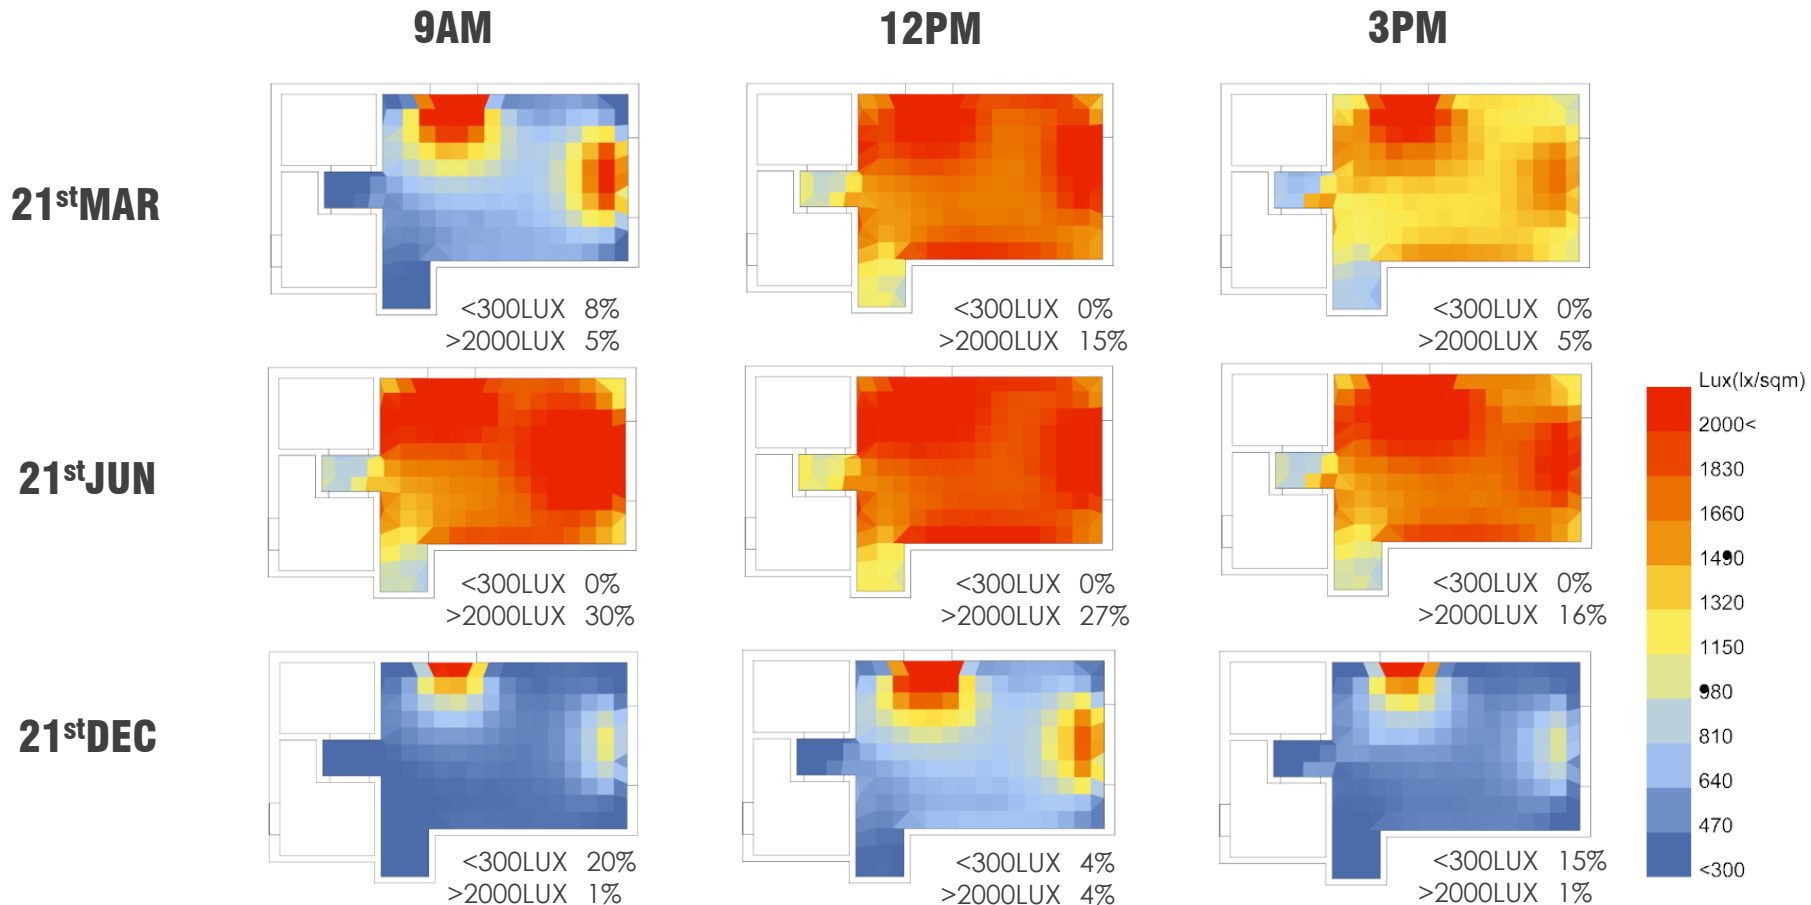 9AM 12PM 3PM
21stMAR
<300LUX 8%
>2000LUX 5%
<300LUX 0%
>2000LUX 15%
<300LUX 0%
>2000LUX 5%
21stJUN
<300LUX 0%
>2000LUX 30%
<300LUX 0%
>2000LUX 27%
<300LUX 0%
>2000LUX 16%
21stDEC
<300LUX 20%
>2000LUX 1%
<300LUX 4%
>2000LUX 4%
<300LUX 15%
>2000LUX 1%
Lux(lx/sqm)
2000<
1830
1660
1490
1320
1150
980
810
640
470
<300